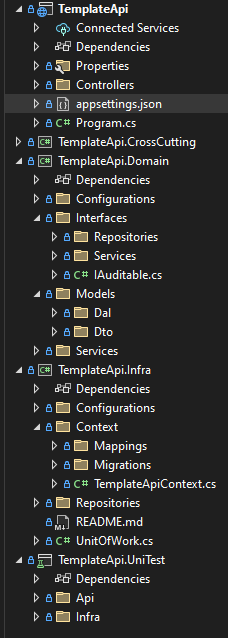 TemplateApi
Connected Services
Dependencies
Properties
Controllers
appsettings.json
C# Program.cs
C# TemplateApi.CrossCutting
C# TemplateApi.Domain
Dependencies
Configurations
Interfaces
Repositories
Services
C# IAuditable.cs
Models
Dal
Dto
Services
C# TemplateApi.Infra
Dependencies
Configurations
Context
Mappings
Migrations
C# TemplateApiContext.cs
Repositories
README.md
C# UnitOfWork.cs
TemplateApi.UniTest
Dependencies
Api
Infra